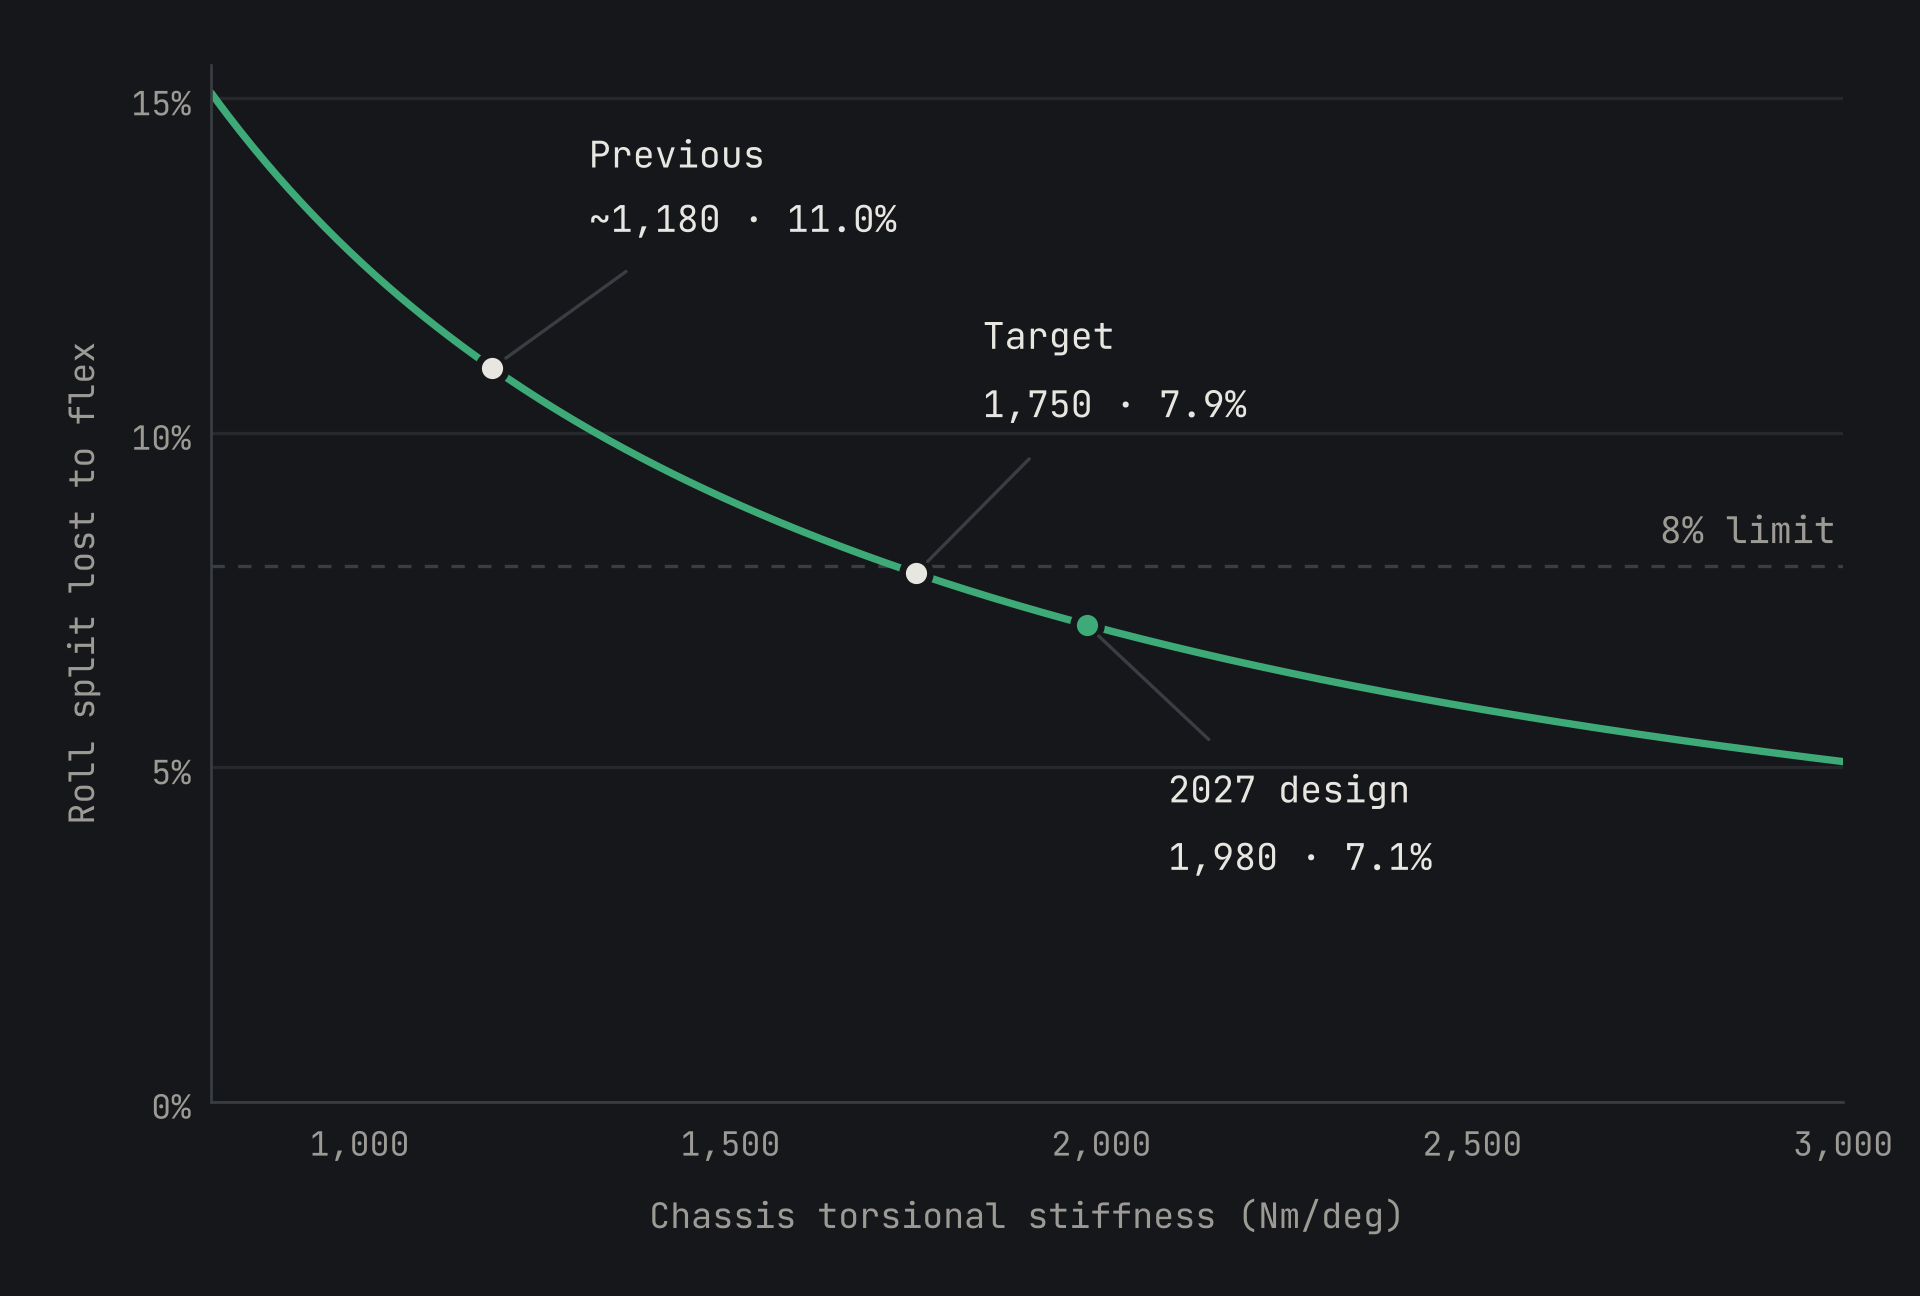 15%
Previous
~1,180 · 11.0%
Target
1,750 · 7.9%
10%
8% limit
Roll split lost to flex
5%
2027 design
1,980 · 7.1%
0%
1,000
1,500
2,000
2,500
3,000
Chassis torsional stiffness (Nm/deg)